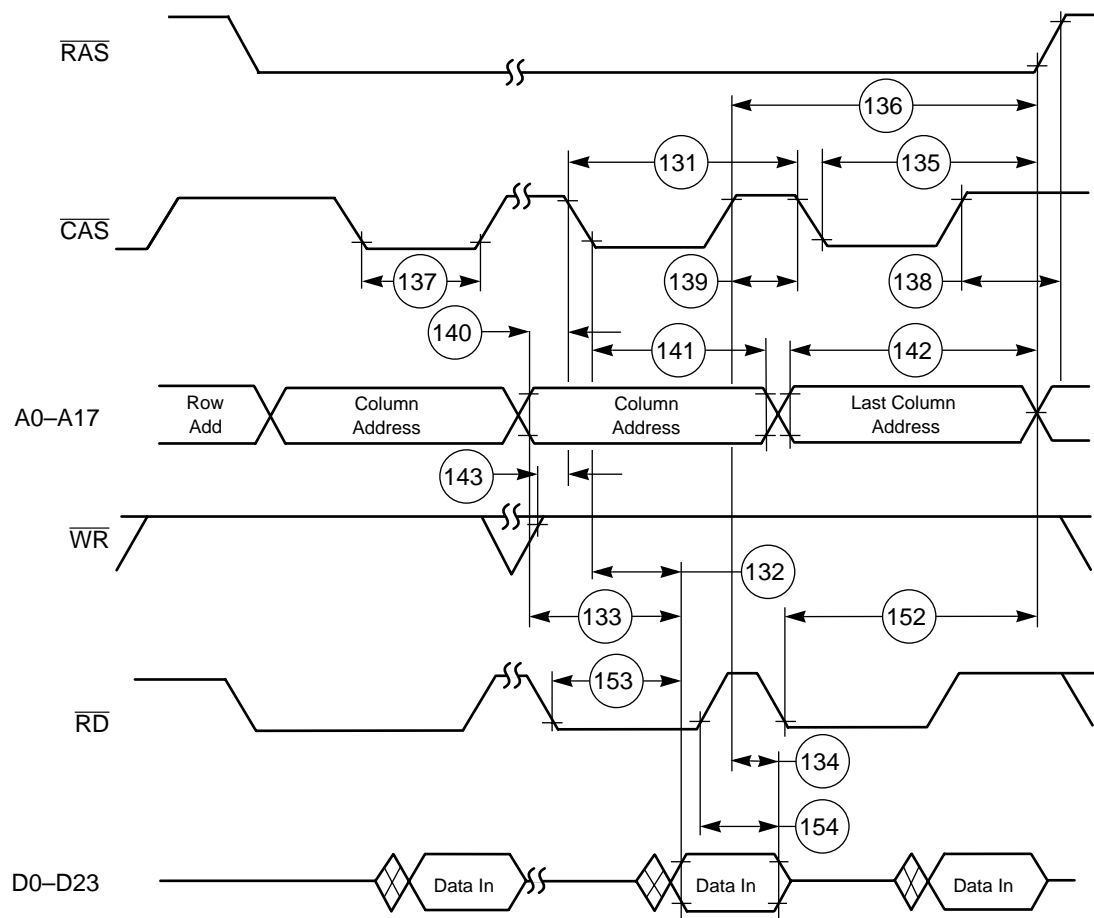 RAS
136
131
135
CAS
137
139
138
140
141
142
A0–A17
Row
Add
Column
Address
Column
Address
Last Column
Address
143
WR
132
133
152
153
RD
134
154
D0–D23
Data In
Data In
Data In